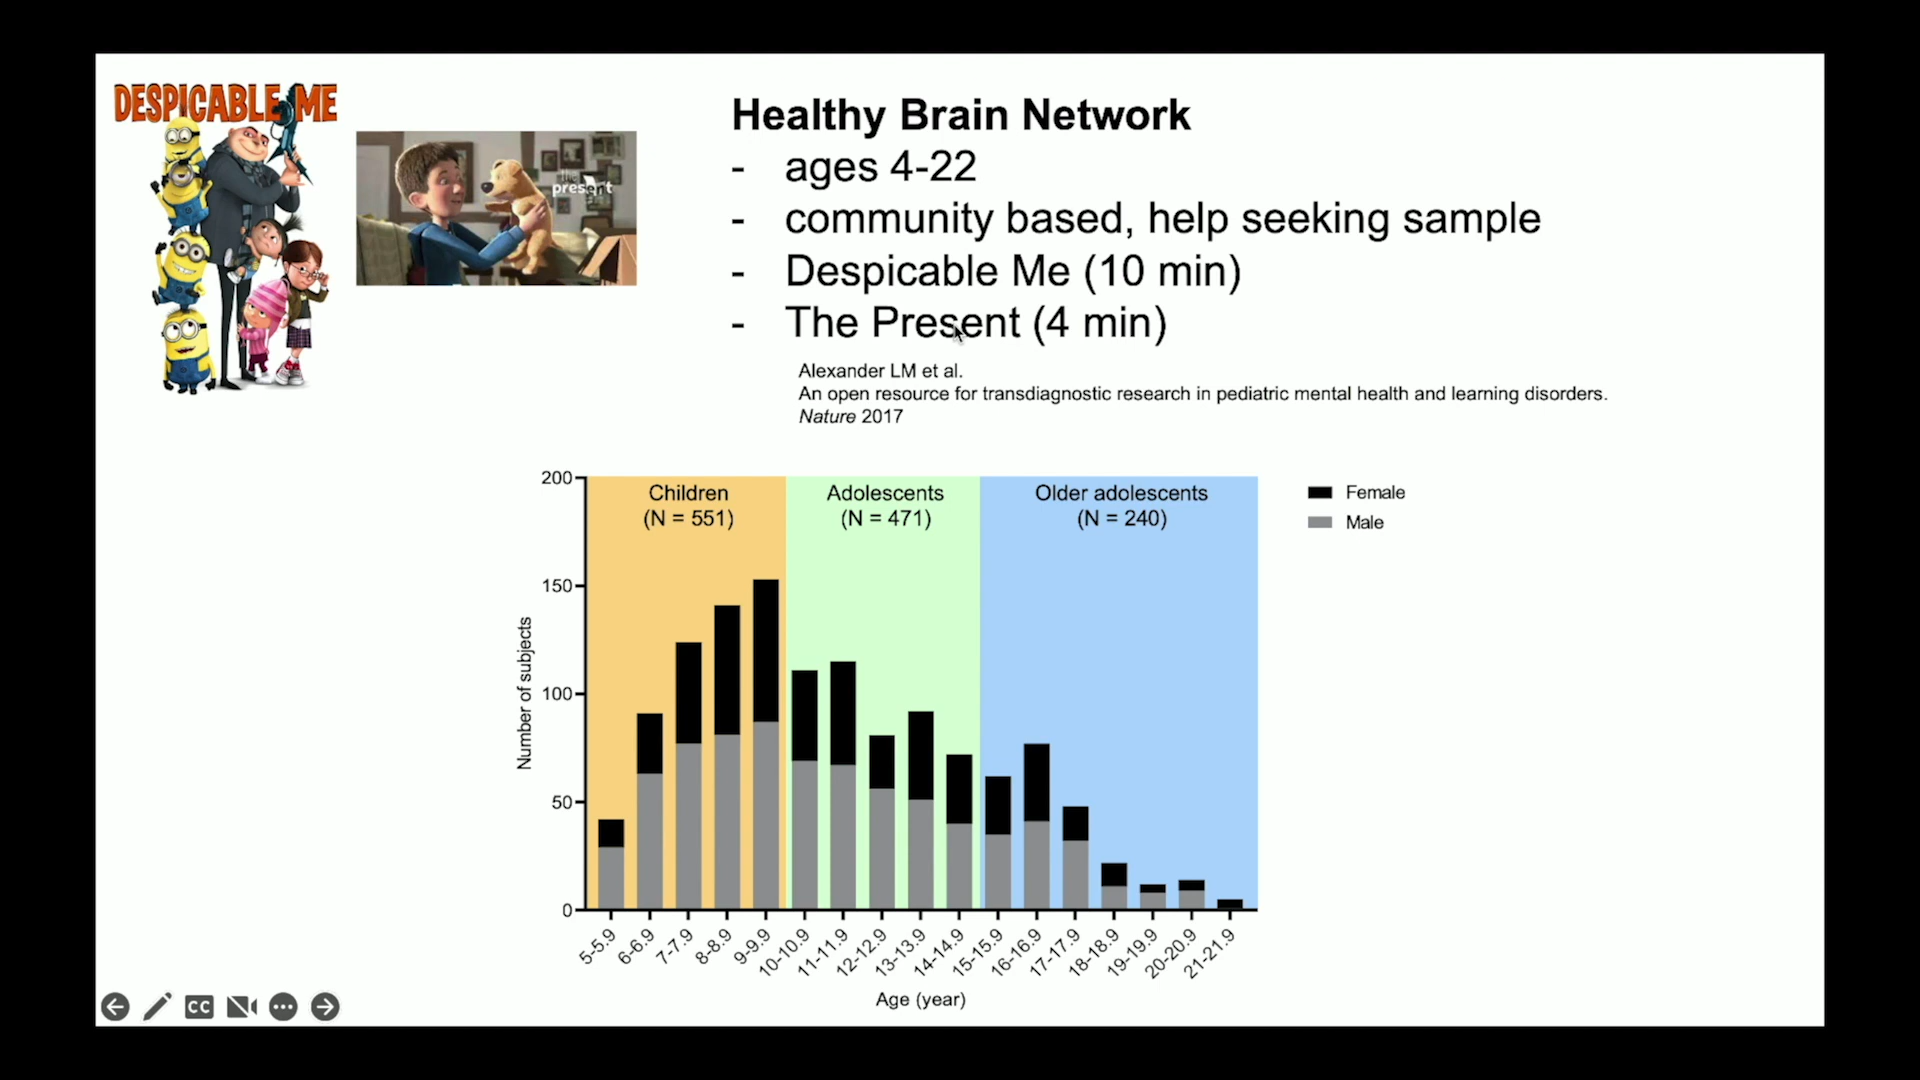 DESPICABLE ME
the
present
Healthy Brain Network
- ages 4-22
- community based, help seeking sample
- Despicable Me (10 min)
- The Present (4 min)
Alexander LM et al.
An open resource for transdiagnostic research in pediatric mental health and learning disorders.
Nature 2017
Children
(N = 551)
Adolescents
(N = 471)
Older adolescents
(N = 240)
Female
Male
Number of subjects
200
150
100
50
0
5-5.9
6-6.9
7-7.9
8-8.9
9-9.9
10-10.9
11-11.9
12-12.9
13-13.9
14-14.9
15-15.9
16-16.9
17-17.9
18-18.9
19-19.9
20-20.9
21-21.9
Age (year)
CC